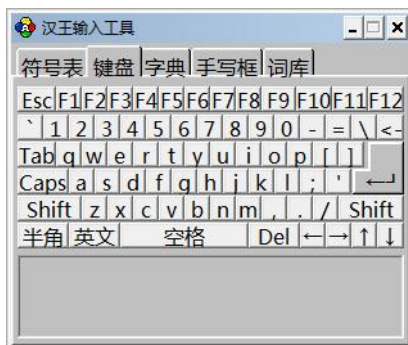 汉王输入工具
符号表 键盘 字典 手写框 词库
Esc F1 F2 F3 F4 F5 F6 F7 F8 F9 F10 F11 F12
` 1 2 3 4 5 6 7 8 9 0 - = \ <-
Tab q w e r t y u i o p [ ]
Caps a s d f g h j k l ; ' ←┘
Shift z x c v b n m , . / Shift
半角 英文 空格 Del ← → ↑ ↓